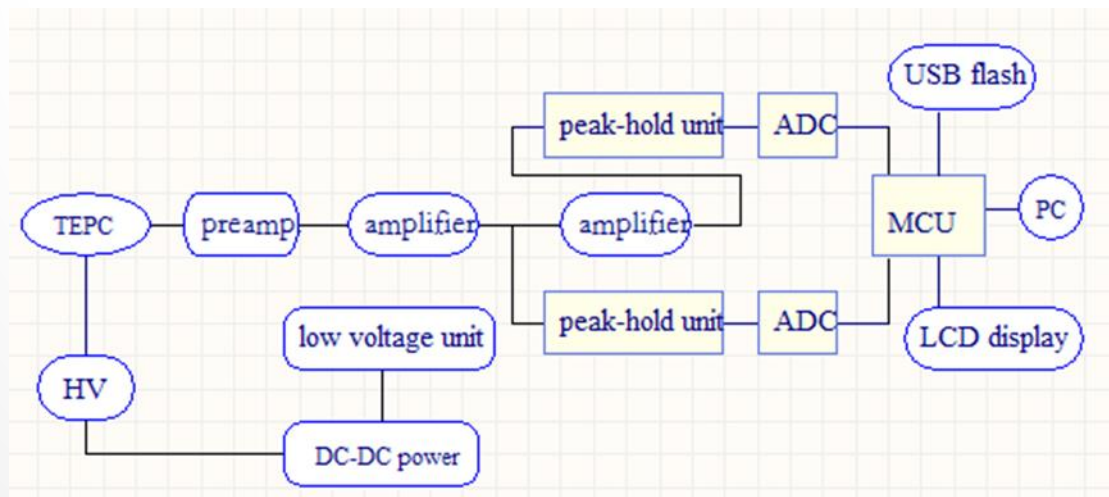 USB flash
peak-hold unit
ADC
TEPC
preamp
amplifier
amplifier
MCU
PC
peak-hold unit
ADC
low voltage unit
LCD display
HV
DC-DC power